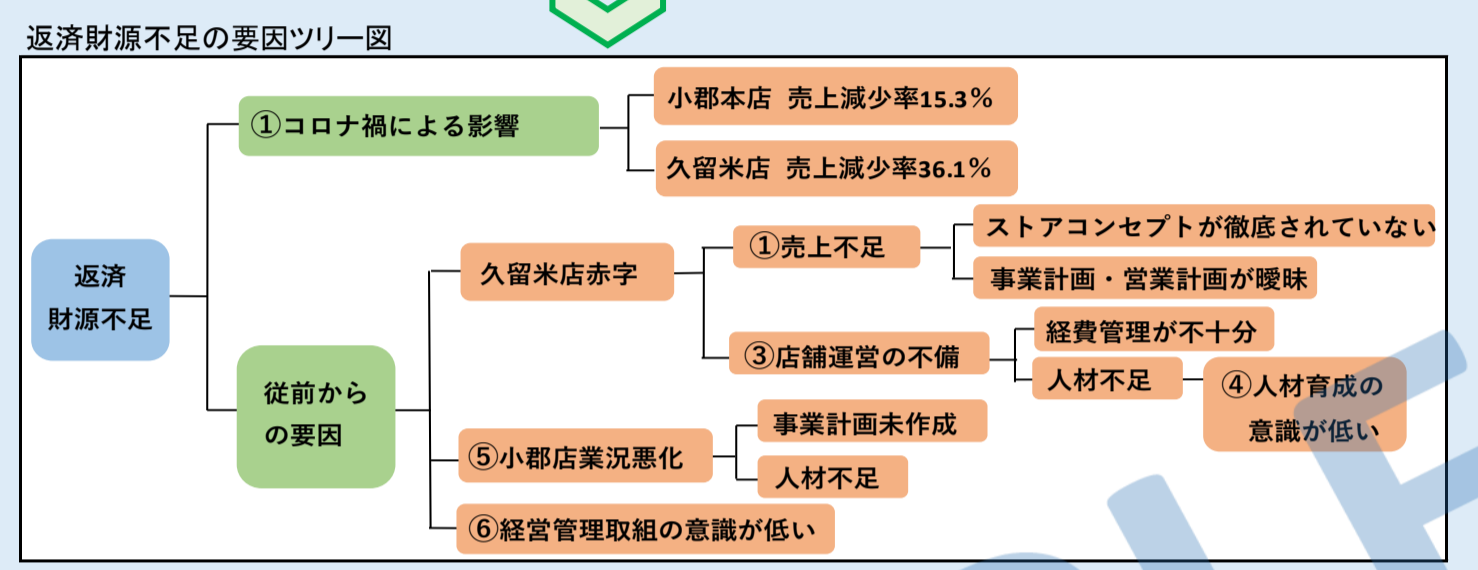 返済財源不足の要因ツリー図
①コロナ禍による影響
小郡本店 売上減少率15.3%
久留米店 売上減少率36.1%
返済
財源不足
従前から
の要因
久留米店赤字
①売上不足
ストアコンセプトが徹底されていない
事業計画・営業計画が曖昧
③店舗運営の不備
経費管理が不十分
人材不足
④人材育成の
意識が低い
⑤小郡店業況悪化
事業計画未作成
人材不足
⑥経営管理取組の意識が低い